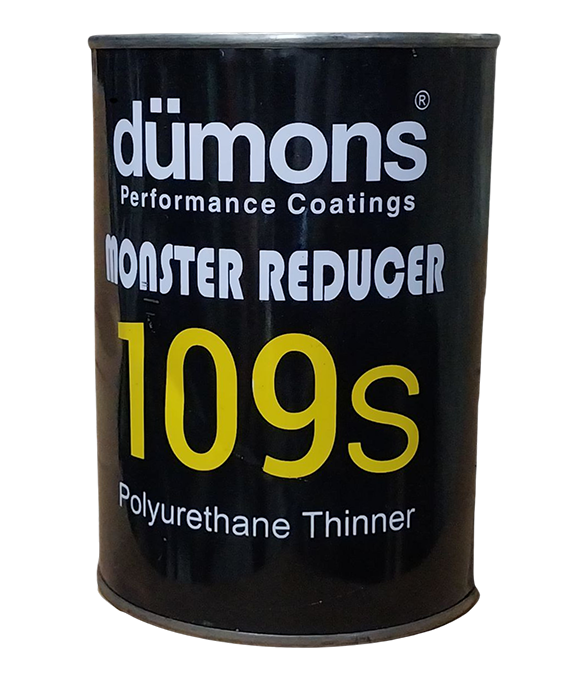 dümons®
Performance Coatings
MONSTER REDUCER
109s
Polyurethane Thinner